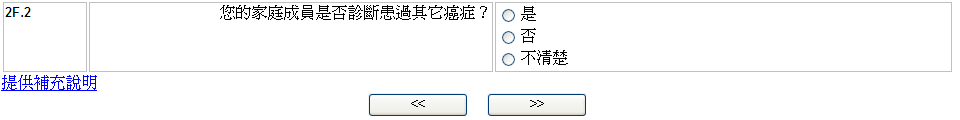 2F.2
您的家庭成員是否診斷患過其它癌症？
是
否
不清楚
提供補充說明
<< >>